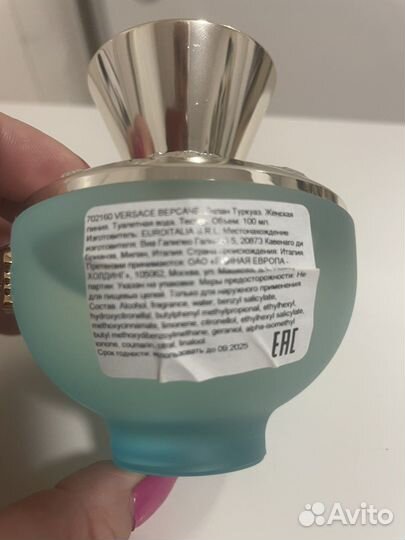 702160 VERSACE ВЕРСАЧЕ Дилан Туркуаз. Женская
линия. Туалетная вода. Объем: 100 мл.
Изготовитель: EUROITALIA S.R.L. Местонахождение
изготовителя: Виа Галилео 5, 20873 Кавенаго ди
Брианза, Милан, Италия. Страна происхождения: Италия.
Претензии принимаются: ОАО «ЕДИНАЯ ЕВРОПА -
ХОЛДИНГ», 105062, Москва, ул.
партии: Указан на упаковке. Меры предосторожности: Не
для пищевых целей. Только для наружного применения
Состав: Alcohol, fragrance, water, benzyl salicylate,
hydroxycitronellal, butylphenyl methylpropional, ethylhexyl
methoxycinnamate, limonene, citronellol, ethylhexyl salicylate,
butyl methoxydibenzoylmethane, geraniol, alpha-isomethyl
ionone, coumarin, citral, linalool.
Срок годности: использовать до 09.2025
EAC
Avito